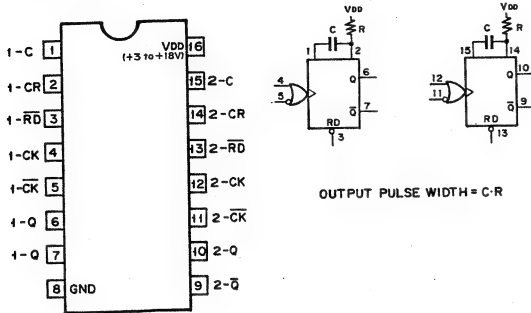 1-C 1
1-CR 2
1-R̅D̅ 3
1-CK 4
1-C̅K̅ 5
1-Q 6
1-Q 7
8 GND
VDD 16
(+3 to +18V)
15 2-C
14 2-CR
13 2-R̅D̅
12 2-CK
11 2-C̅K̅
10 2-Q
9 2-Q̅
VDD
C
R
1
2
4
5
Q 6
Q̅ 7
RD
3
VDD
C
R
15
14
12
11
Q 10
Q̅ 9
RD
13
OUTPUT PULSE WIDTH = C·R